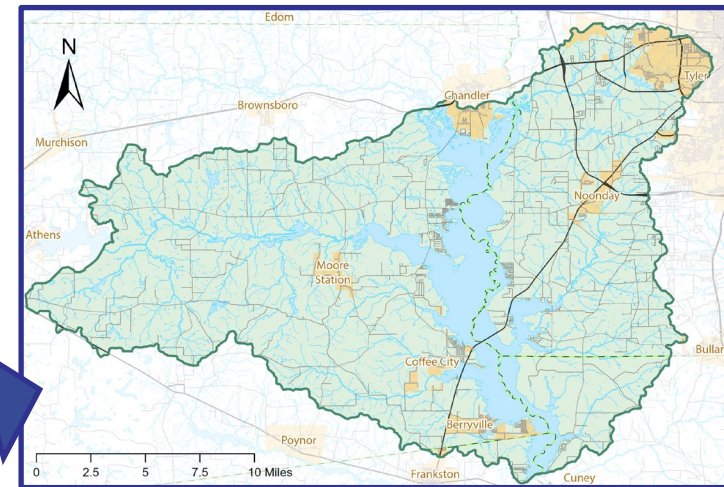 Edom
N
Tyler
Chandler
Brownsboro
Murchison
Noonday
Athens
Moore
Station
Bullar
Coffee City
Berryville
Poynor
0 2.5 5 7.5 10 Miles
Frankston
Cuney